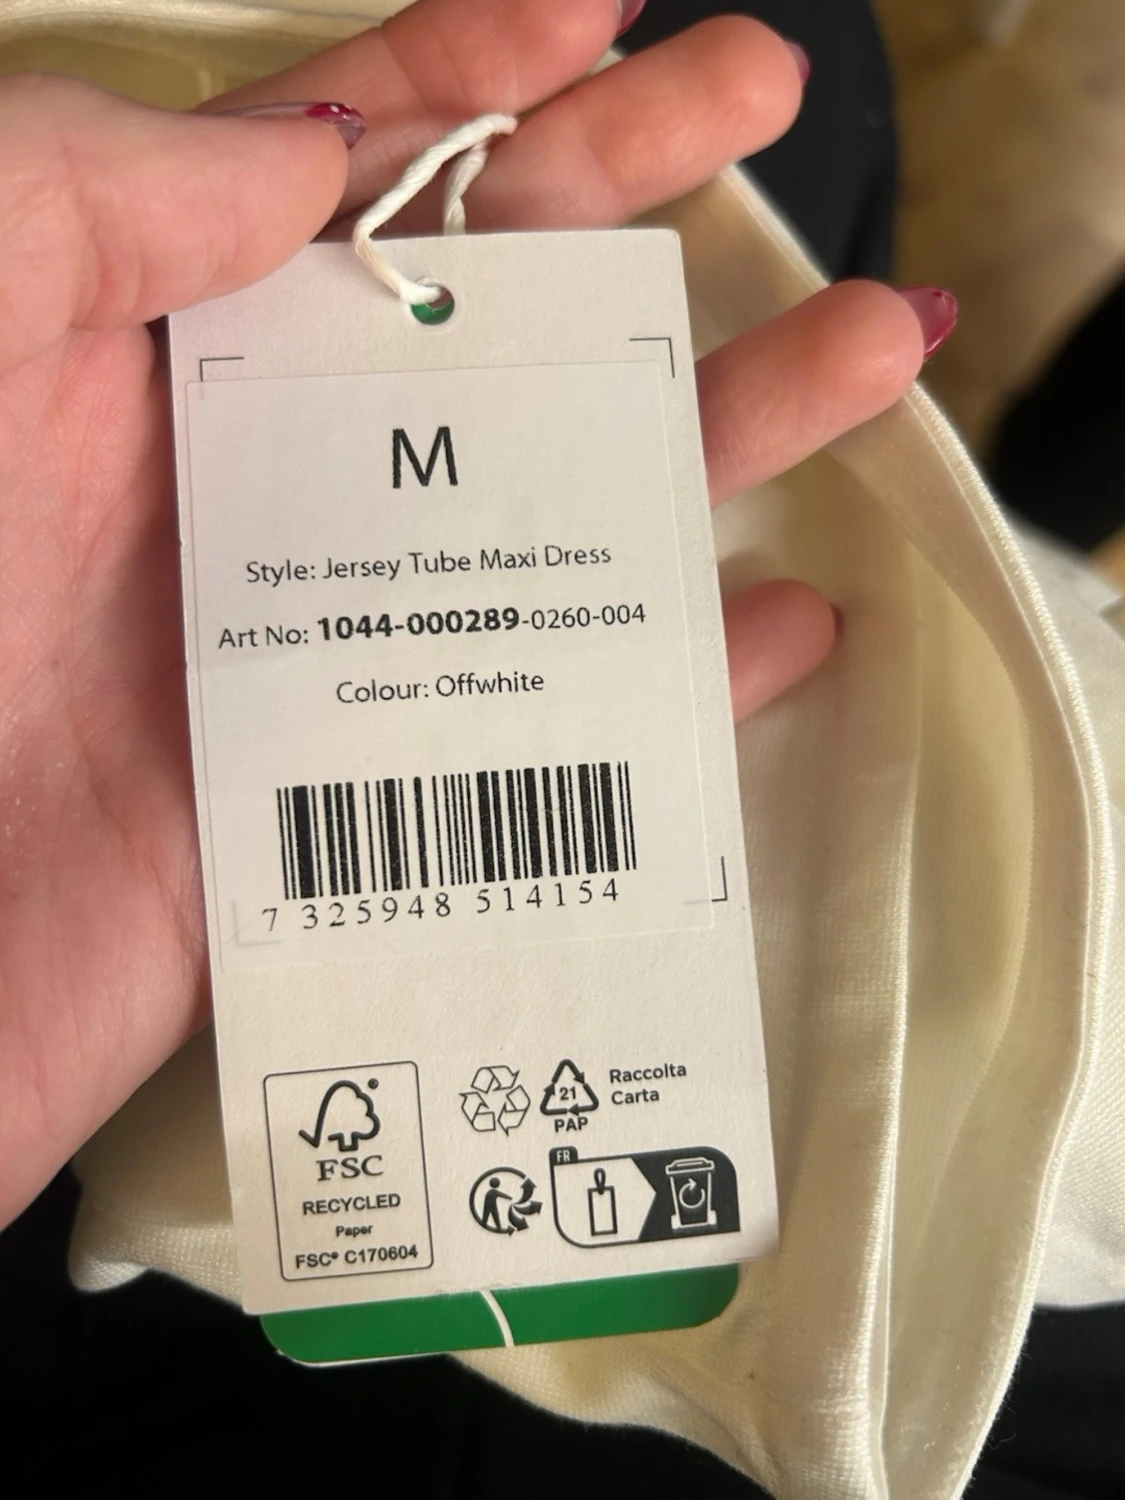 M
Style: Jersey Tube Maxi Dress
Art No: 1044-000289-0260-004
Colour: Offwhite
7 325948 514154
FSC
RECYCLED
Paper
FSC® C170604
21
PAP
Raccolta
Carta
FR